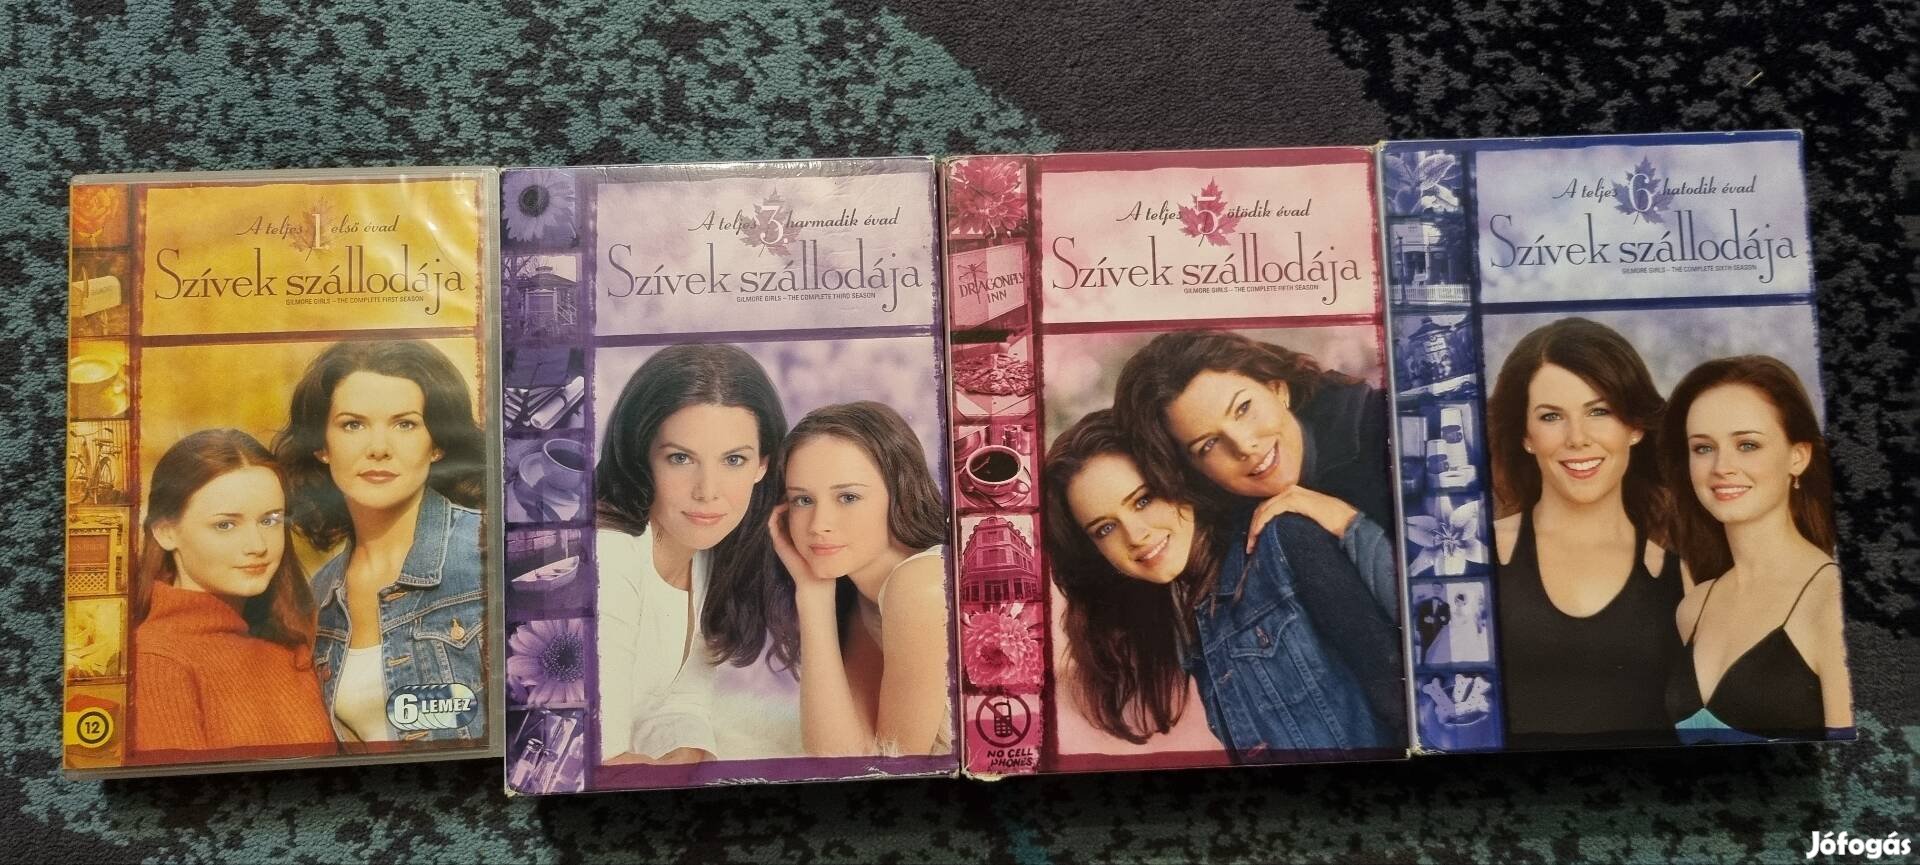 A teljes 1 első évad
Szívek szállodája
GILMORE GIRLS – THE COMPLETE FIRST SEASON
6 LEMEZ
12
A teljes 3. harmadik évad
Szívek szállodája
GILMORE GIRLS – THE COMPLETE THIRD SEASON
A teljes 5 ötödik évad
Szívek szállodája
GILMORE GIRLS – THE COMPLETE FIFTH SEASON
DRAGONFLY
INN
NO CELL
PHONES
A teljes 6 hatodik évad
Szívek szállodája
GILMORE GIRLS – THE COMPLETE SIXTH SEASON
Jófogás